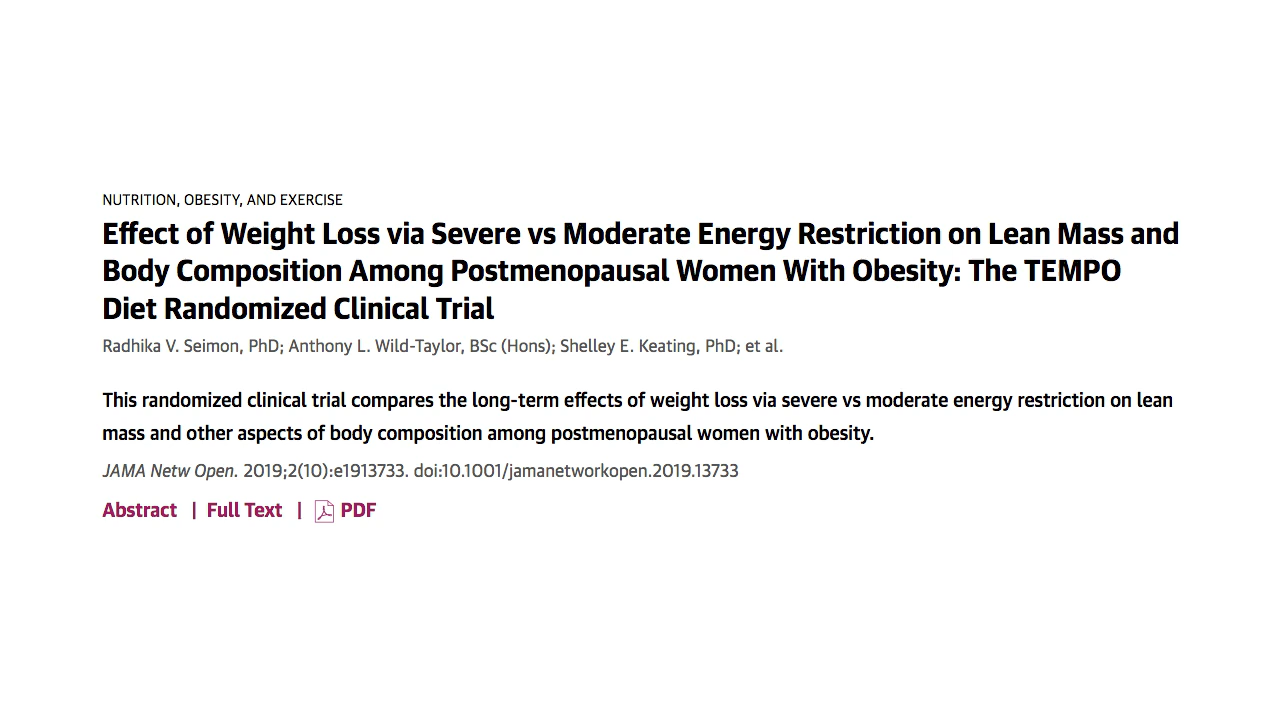 NUTRITION, OBESITY, AND EXERCISE
Effect of Weight Loss via Severe vs Moderate Energy Restriction on Lean Mass and
Body Composition Among Postmenopausal Women With Obesity: The TEMPO
Diet Randomized Clinical Trial
Radhika V. Seimon, PhD; Anthony L. Wild-Taylor, BSc (Hons); Shelley E. Keating, PhD; et al.
This randomized clinical trial compares the long-term effects of weight loss via severe vs moderate energy restriction on lean
mass and other aspects of body composition among postmenopausal women with obesity.
JAMA Netw Open. 2019;2(10):e1913733. doi:10.1001/jamanetworkopen.2019.13733
Abstract | Full Text | PDF